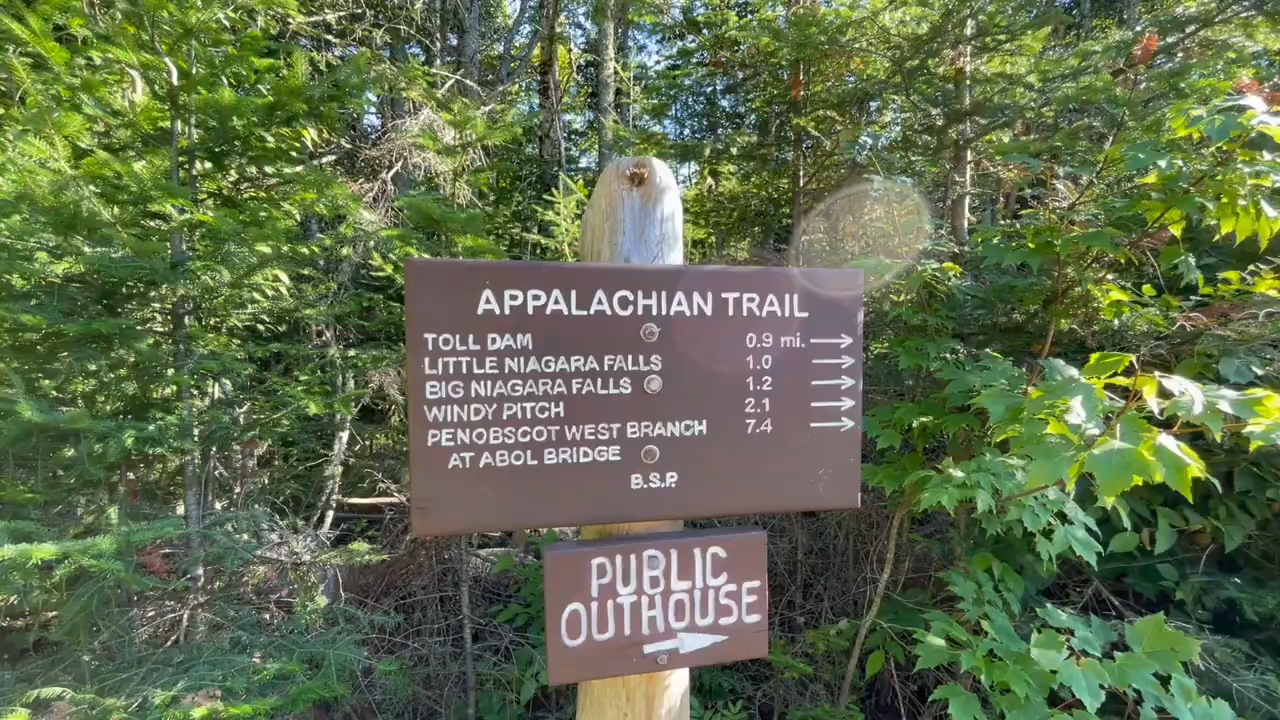 APPALACHIAN TRAIL
TOLL DAM 0.9 mi. →
LITTLE NIAGARA FALLS 1.0 →
BIG NIAGARA FALLS 1.2 →
WINDY PITCH 2.1 →
PENOBSCOT WEST BRANCH 7.4 →
AT ABOL BRIDGE
B.S.P.
PUBLIC
OUTHOUSE
→